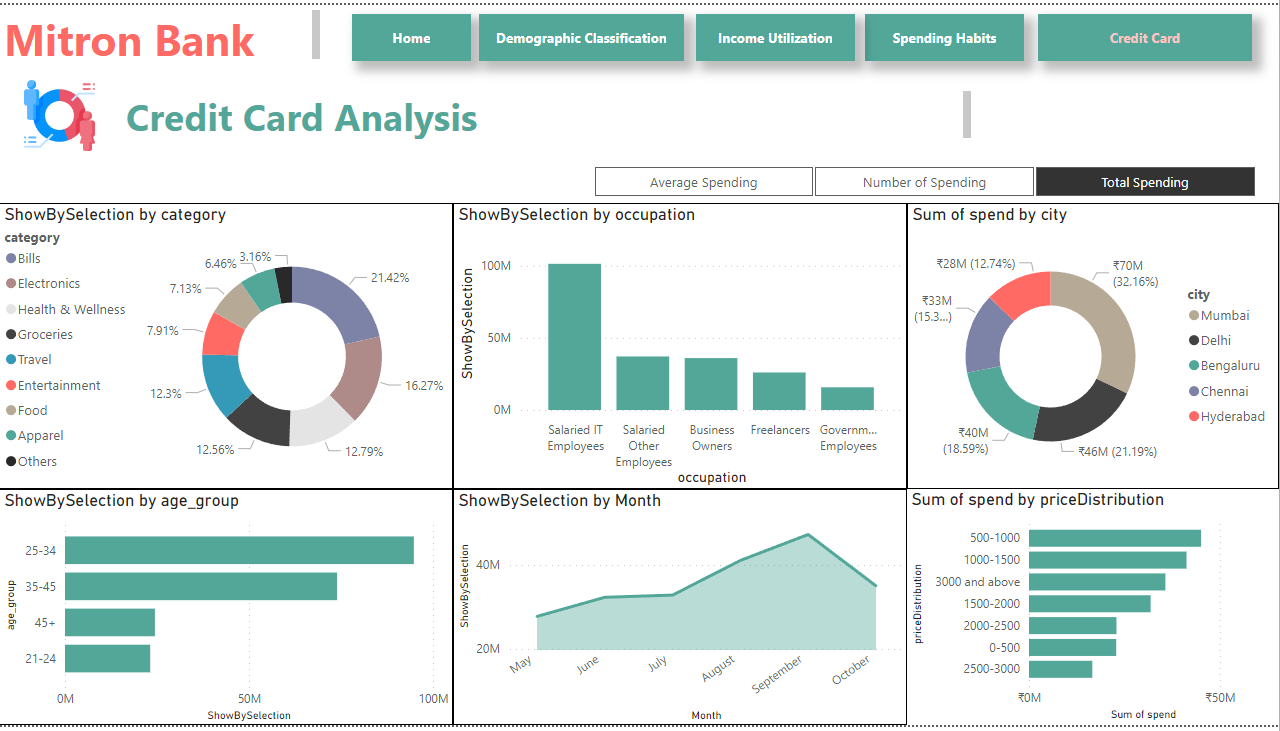 Mitron Bank
Home
Demographic Classification
Income Utilization
Spending Habits
Credit Card
Credit Card Analysis
Average Spending
Number of Spending
Total Spending
ShowBySelection by category
category
Bills
Electronics
Health & Wellness
Groceries
Travel
Entertainment
Food
Apparel
Others
21.42%
16.27%
12.79%
12.56%
12.3%
7.91%
7.13%
6.46%
3.16%
ShowBySelection by occupation
ShowBySelection
100M
50M
0M
Salaried IT
Employees
Salaried
Other
Employees
Business
Owners
Freelancers
Governm...
Employees
occupation
Sum of spend by city
₹70M
(32.16%)
₹46M (21.19%)
₹40M
(18.59%)
₹33M
(15.3...)
₹28M (12.74%)
city
Mumbai
Delhi
Bengaluru
Chennai
Hyderabad
ShowBySelection by age_group
age_group
25-34
35-45
45+
21-24
0M
50M
100M
ShowBySelection
ShowBySelection by Month
ShowBySelection
40M
20M
May
June
July
August
September
October
Month
Sum of spend by priceDistribution
priceDistribution
500-1000
1000-1500
3000 and above
1500-2000
2000-2500
0-500
2500-3000
₹0M
₹50M
Sum of spend